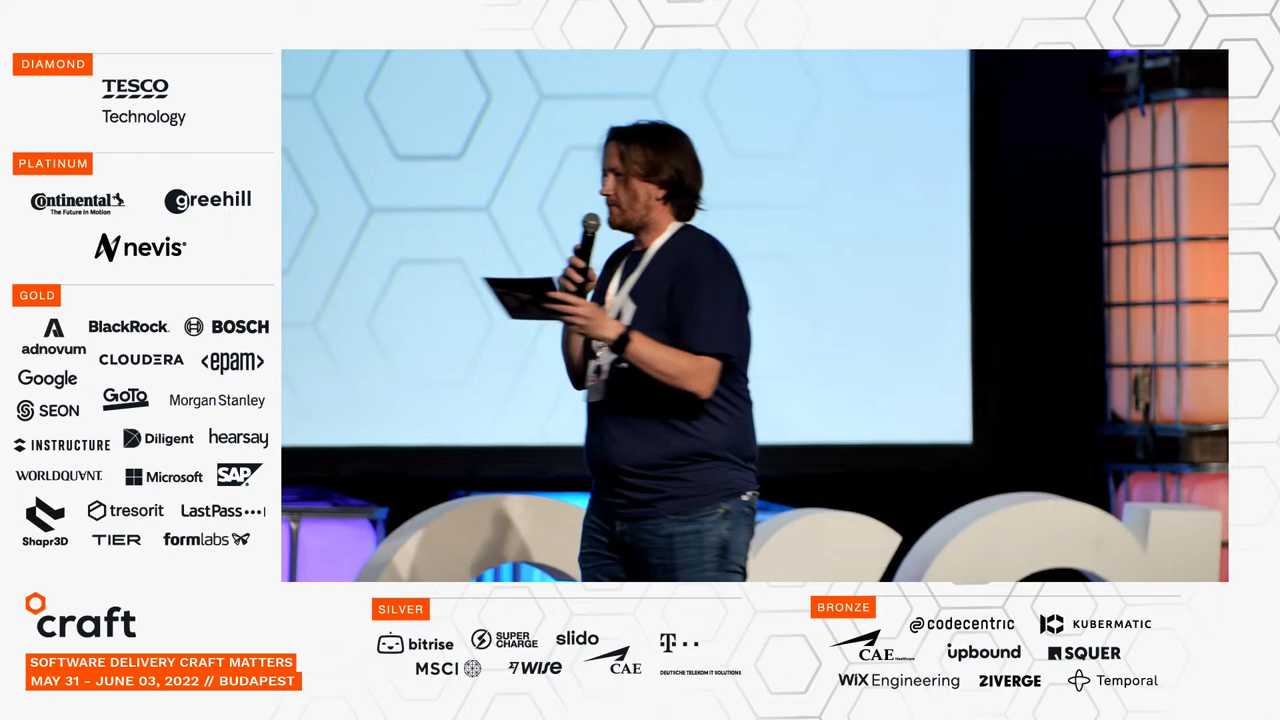 DIAMOND
TESCO
Technology
PLATINUM
Continental
The Future in Motion
greehill
nevis
GOLD
adnovum
BlackRock.
BOSCH
CLOUDERA
<epam>
Google
GoTo
SEON
Morgan Stanley
INSTRUCTURE
Diligent
hearsay
WORLDQUANT
Microsoft
SAP
Shapr3D
tresorit
LastPass
TIER
formlabs
craft
SOFTWARE DELIVERY CRAFT MATTERS
MAY 31 - JUNE 03, 2022 // BUDAPEST
SILVER
bitrise
SUPER
CHARGE
slido
T
MSCI
WISE
CAE
DEUTSCHE TELEKOM IT SOLUTIONS
BRONZE
codecentric
KUBERMATIC
CAE Healthcare
upbound
SQUER
WiX Engineering
ZIVERGE
Temporal